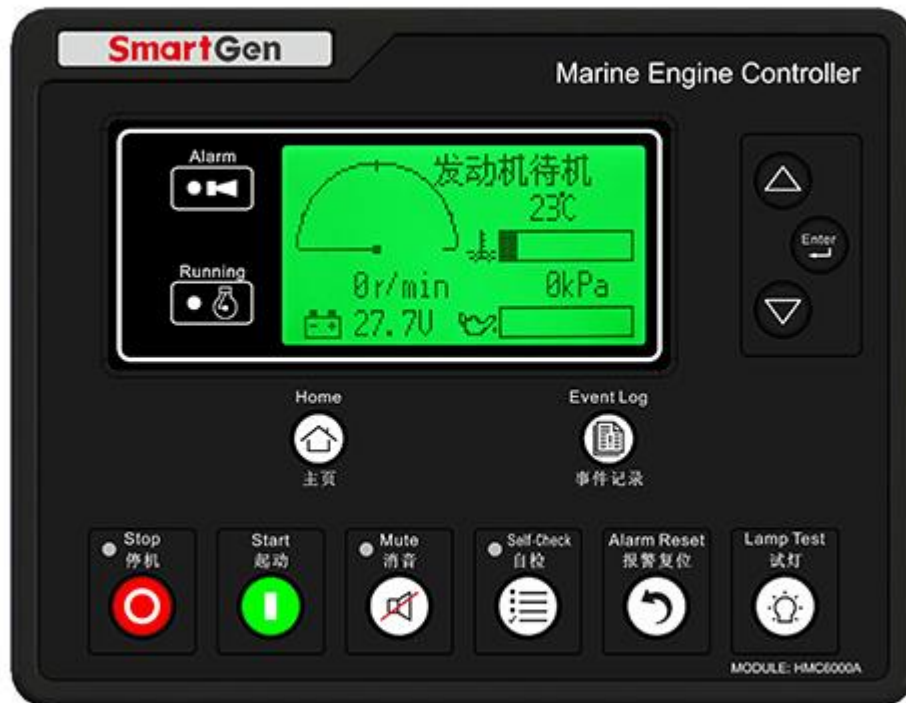 SmartGen
Marine Engine Controller
Alarm
发动机待机
23℃
Running
0r/min
0kPa
27.7V
Enter
Home
主页
Event Log
事件记录
Stop
停机
Start
起动
Mute
消音
Self-Check
自检
Alarm Reset
报警复位
Lamp Test
试灯
MODULE: HMC6000A